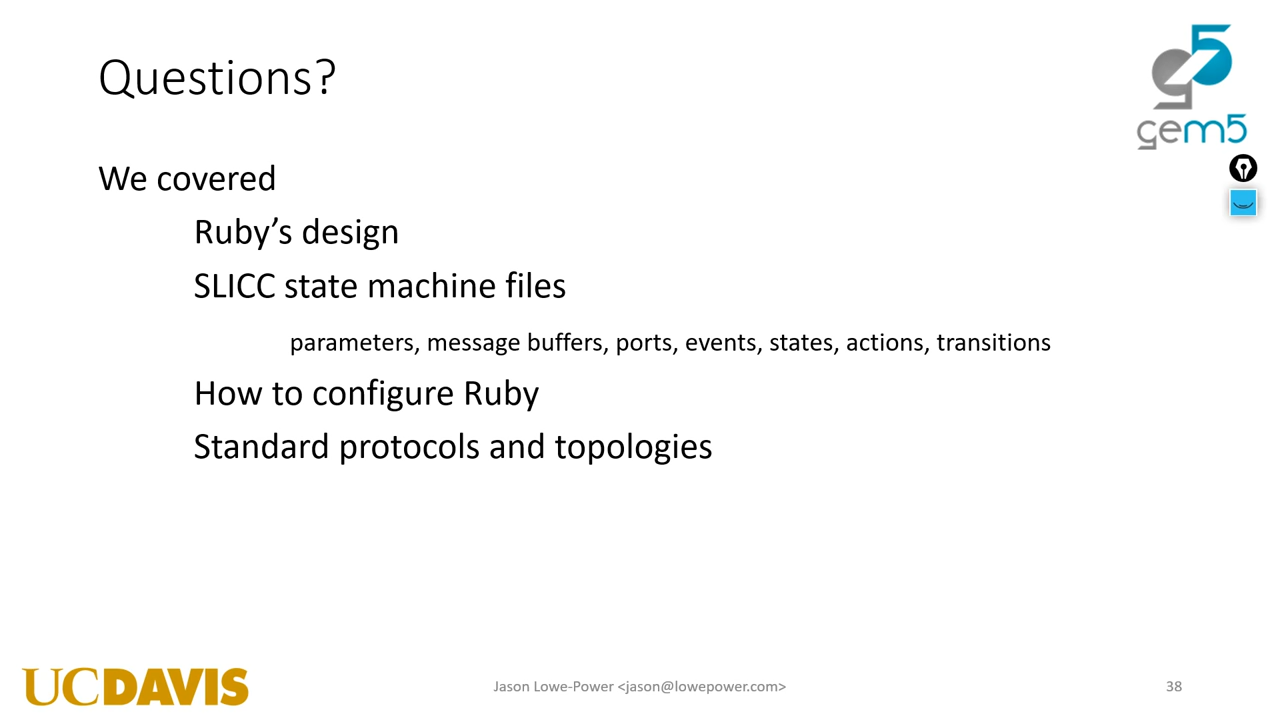 Questions?
gem5
We covered
Ruby’s design
SLICC state machine files
parameters, message buffers, ports, events, states, actions, transitions
How to configure Ruby
Standard protocols and topologies
UCDAVIS
Jason Lowe-Power <jason@lowepower.com>
38